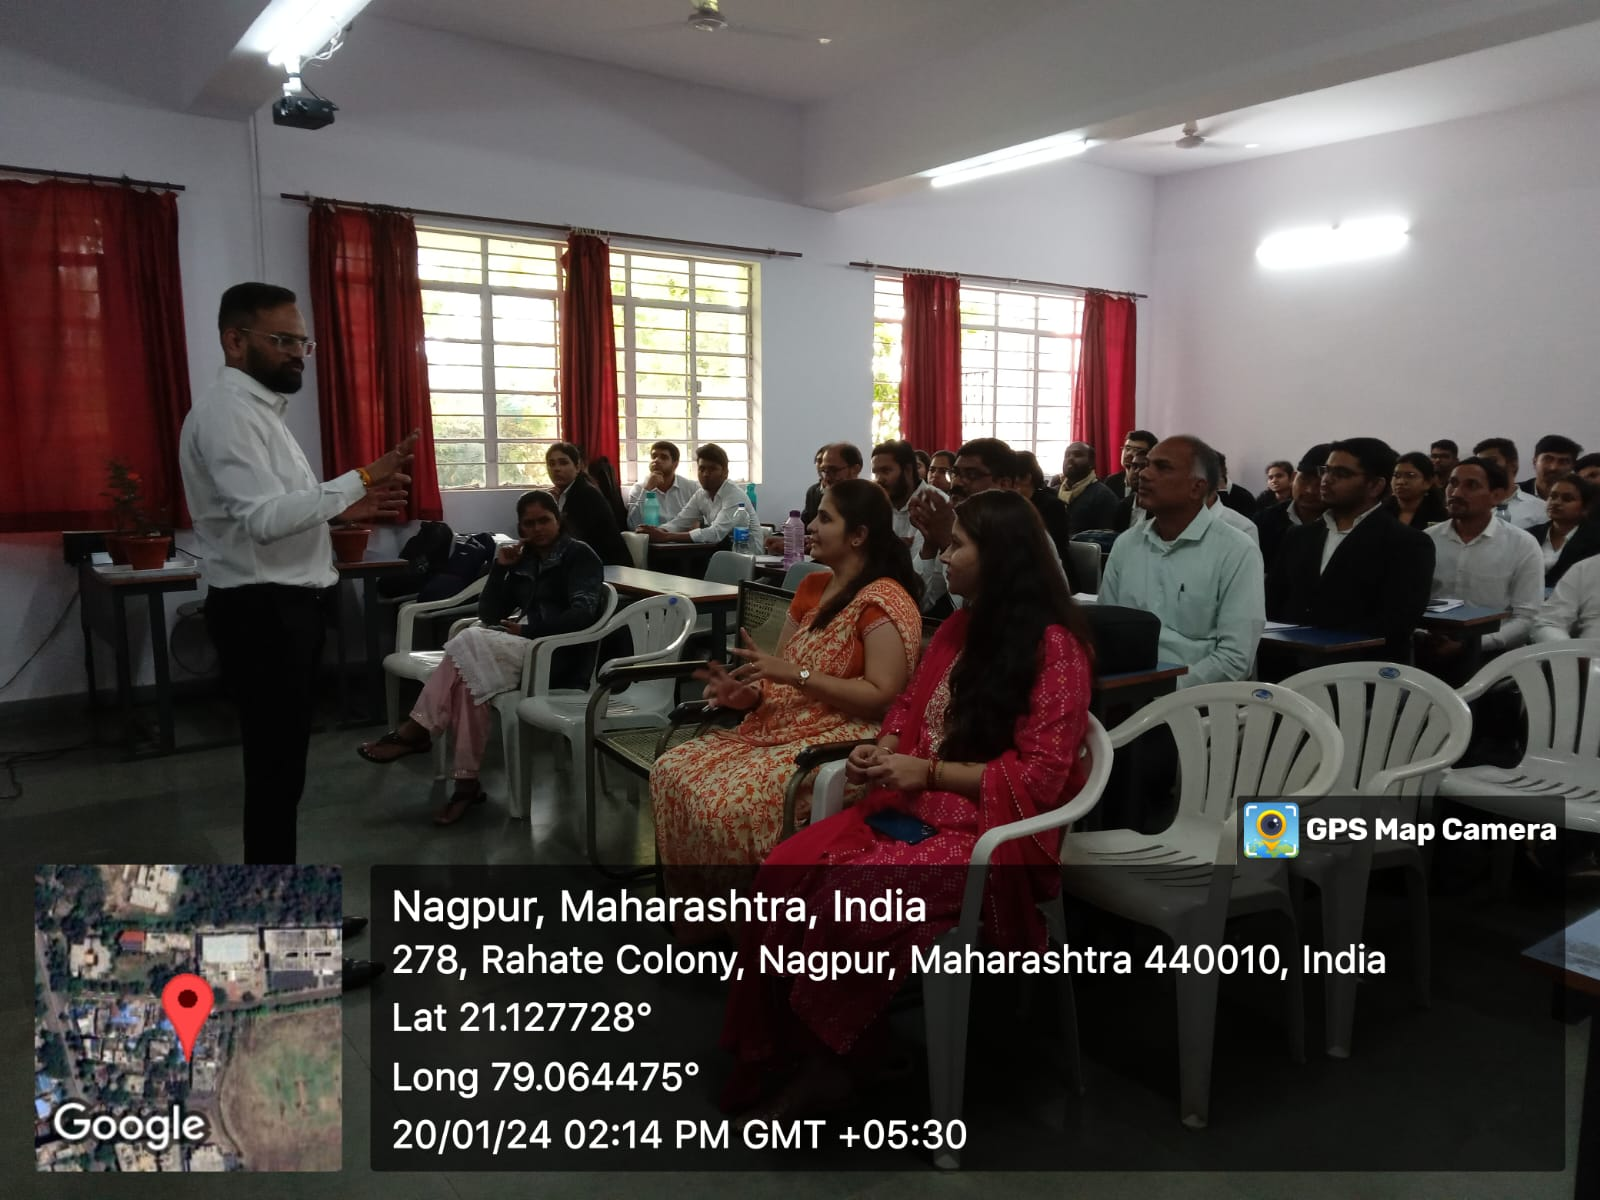 GPS Map Camera
Nagpur, Maharashtra, India
278, Rahate Colony, Nagpur, Maharashtra 440010, India
Lat 21.127728°
Long 79.064475°
20/01/24 02:14 PM GMT +05:30
Google